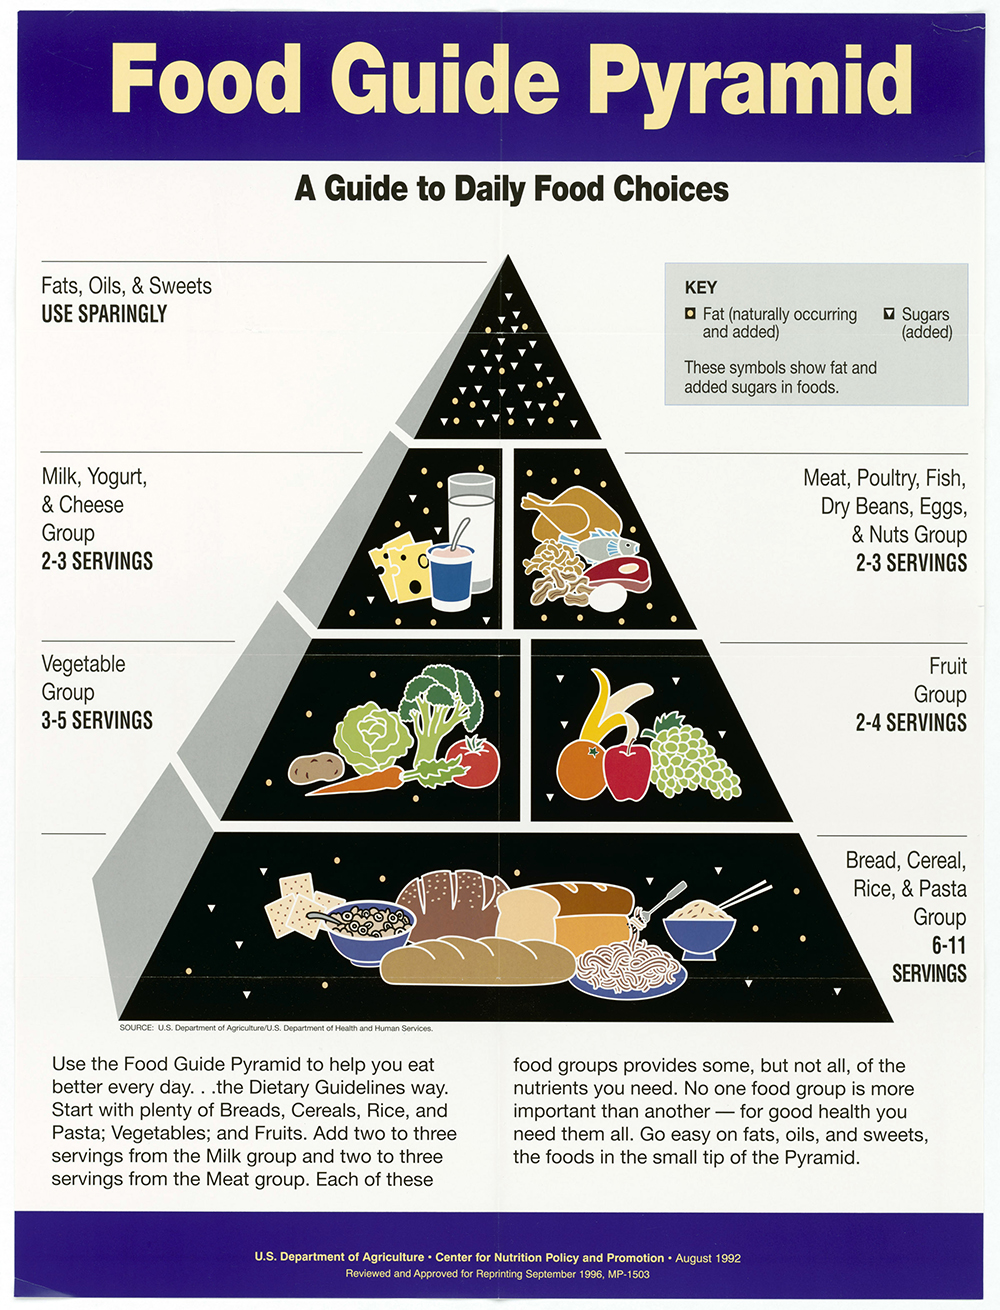 Food Guide Pyramid
A Guide to Daily Food Choices
Fats, Oils, & Sweets
USE SPARINGLY
KEY
Fat (naturally occurring
and added)
Sugars
(added)
These symbols show fat and
added sugars in foods.
Milk, Yogurt,
& Cheese
Group
2-3 SERVINGS
Meat, Poultry, Fish,
Dry Beans, Eggs,
& Nuts Group
2-3 SERVINGS
Vegetable
Group
3-5 SERVINGS
Fruit
Group
2-4 SERVINGS
Bread, Cereal,
Rice, & Pasta
Group
6-11
SERVINGS
SOURCE: U.S. Department of Agriculture/U.S. Department of Health and Human Services.
Use the Food Guide Pyramid to help you eat
better every day. . .the Dietary Guidelines way.
Start with plenty of Breads, Cereals, Rice, and
Pasta; Vegetables; and Fruits. Add two to three
servings from the Milk group and two to three
servings from the Meat group. Each of these
food groups provides some, but not all, of the
nutrients you need. No one food group is more
important than another — for good health you
need them all. Go easy on fats, oils, and sweets,
the foods in the small tip of the Pyramid.
U.S. Department of Agriculture • Center for Nutrition Policy and Promotion • August 1992
Reviewed and Approved for Reprinting September 1996, MP-1503